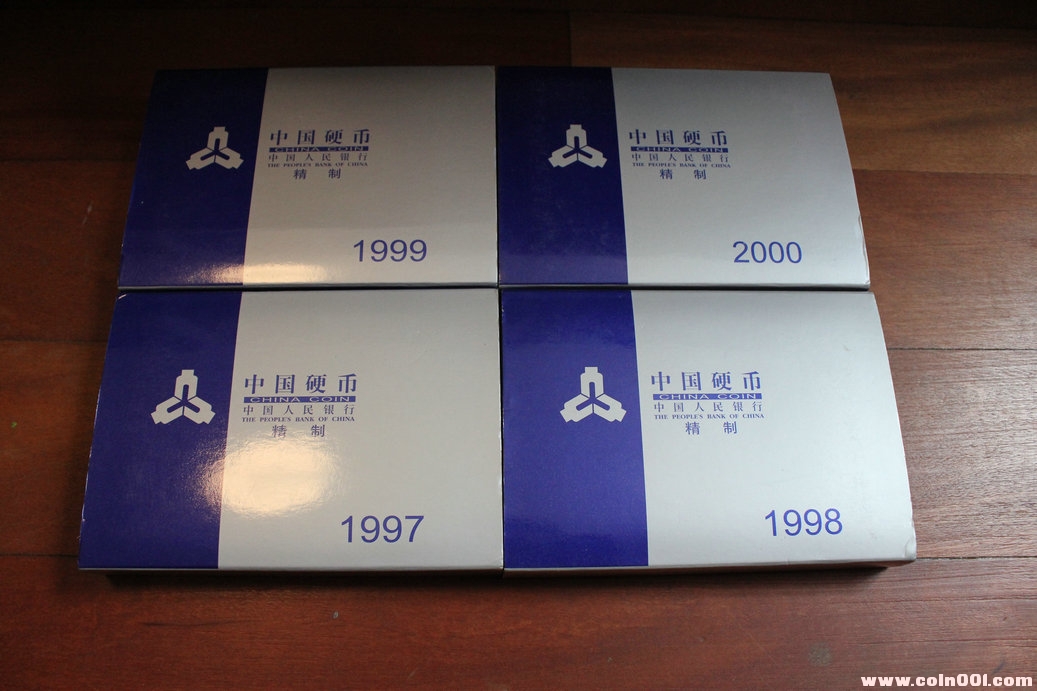 中国硬币
CHINA COIN
中国人民银行
THE PEOPLE'S BANK OF CHINA
精 制
1999
中国硬币
CHINA COIN
中国人民银行
THE PEOPLE'S BANK OF CHINA
精 制
2000
中国硬币
CHINA COIN
中国人民银行
THE PEOPLE'S BANK OF CHINA
精 制
1997
中国硬币
CHINA COIN
中国人民银行
THE PEOPLE'S BANK OF CHINA
精 制
1998
www.coin001.com